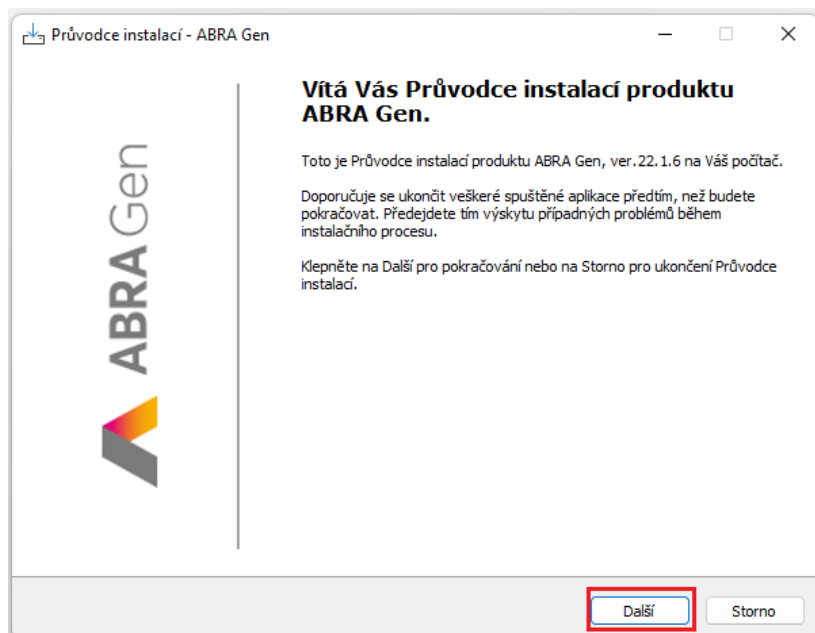 Průvodce instalací - ABRA Gen
ABRA Gen
Vítá Vás Průvodce instalací produktu
ABRA Gen.
Toto je Průvodce instalací produktu ABRA Gen, ver.22.1.6 na Váš počítač.
Doporučuje se ukončit veškeré spuštěné aplikace předtím, než budete
pokračovat. Předejdete tím výskytu případných problémů během
instalačního procesu.
Klepněte na Další pro pokračování nebo na Storno pro ukončení Průvodce
instalací.
Další
Storno